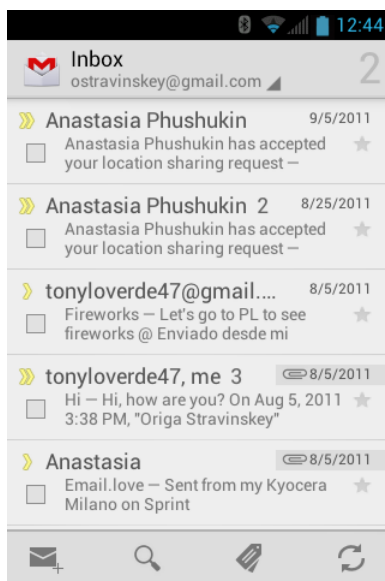 12:44
Inbox
ostravinskey@gmail.com
2
Anastasia Phushukin 9/5/2011
Anastasia Phushukin has accepted
your location sharing request —
Anastasia Phushukin 2 8/25/2011
Anastasia Phushukin has accepted
your location sharing request —
tonyloverde47@gmail.... 8/5/2011
Fireworks — Let's go to PL to see
fireworks @ Enviado desde mi
tonyloverde47, me 3 8/5/2011
Hi — Hi, how are you? On Aug 5, 2011
3:38 PM, "Origa Stravinskey"
Anastasia 8/5/2011
Email.love — Sent from my Kyocera
Milano on Sprint